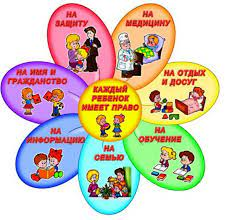 НА
ЗАЩИТУ
НА
МЕДИЦИНУ
НА ИМЯ И
ГРАЖДАНСТВО
КАЖДЫЙ
РЕБЕНОК
ИМЕЕТ ПРАВО
НА ОТДЫХ
И ДОСУГ
НА
ИНФОРМАЦИЮ
НА
СЕМЬЮ
НА
ОБУЧЕНИЕ